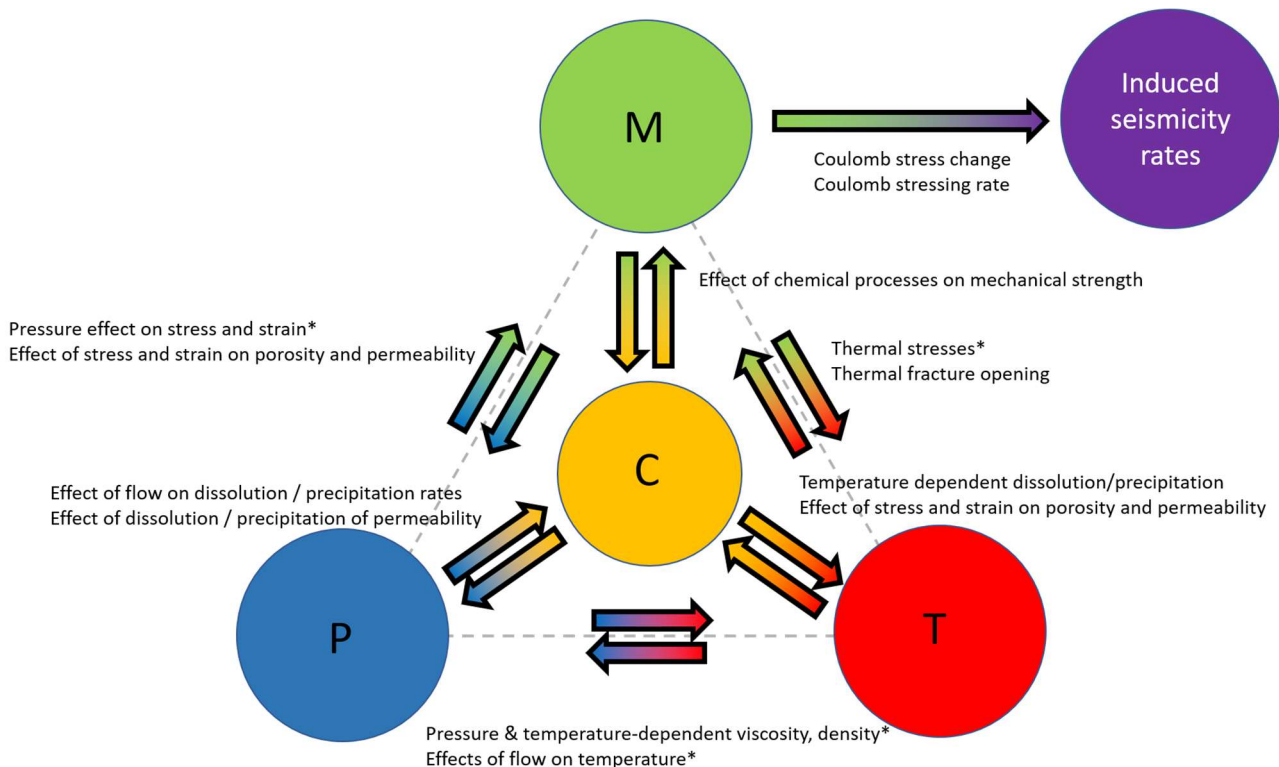 M
Induced
seismicity
rates
Coulomb stress change
Coulomb stressing rate
Effect of chemical processes on mechanical strength
Pressure effect on stress and strain*
Effect of stress and strain on porosity and permeability
Thermal stresses*
Thermal fracture opening
C
Effect of flow on dissolution / precipitation rates
Effect of dissolution / precipitation of permeability
Temperature dependent dissolution/precipitation
Effect of stress and strain on porosity and permeability
P
T
Pressure & temperature-dependent viscosity, density*
Effects of flow on temperature*